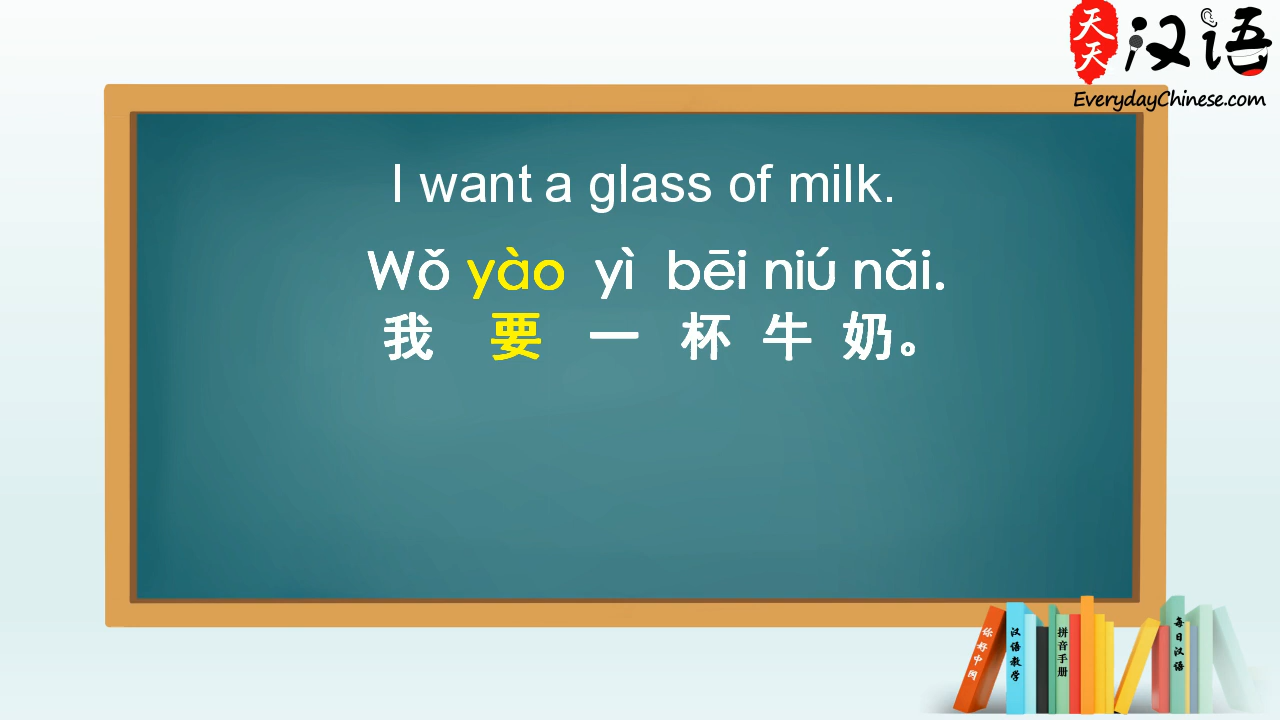 天天汉语
EverydayChinese.com
I want a glass of milk.
Wǒ yào yì bēi niú nǎi.
我 要 一 杯 牛 奶。
你好中国
汉语教学
拼音手册
每日汉语